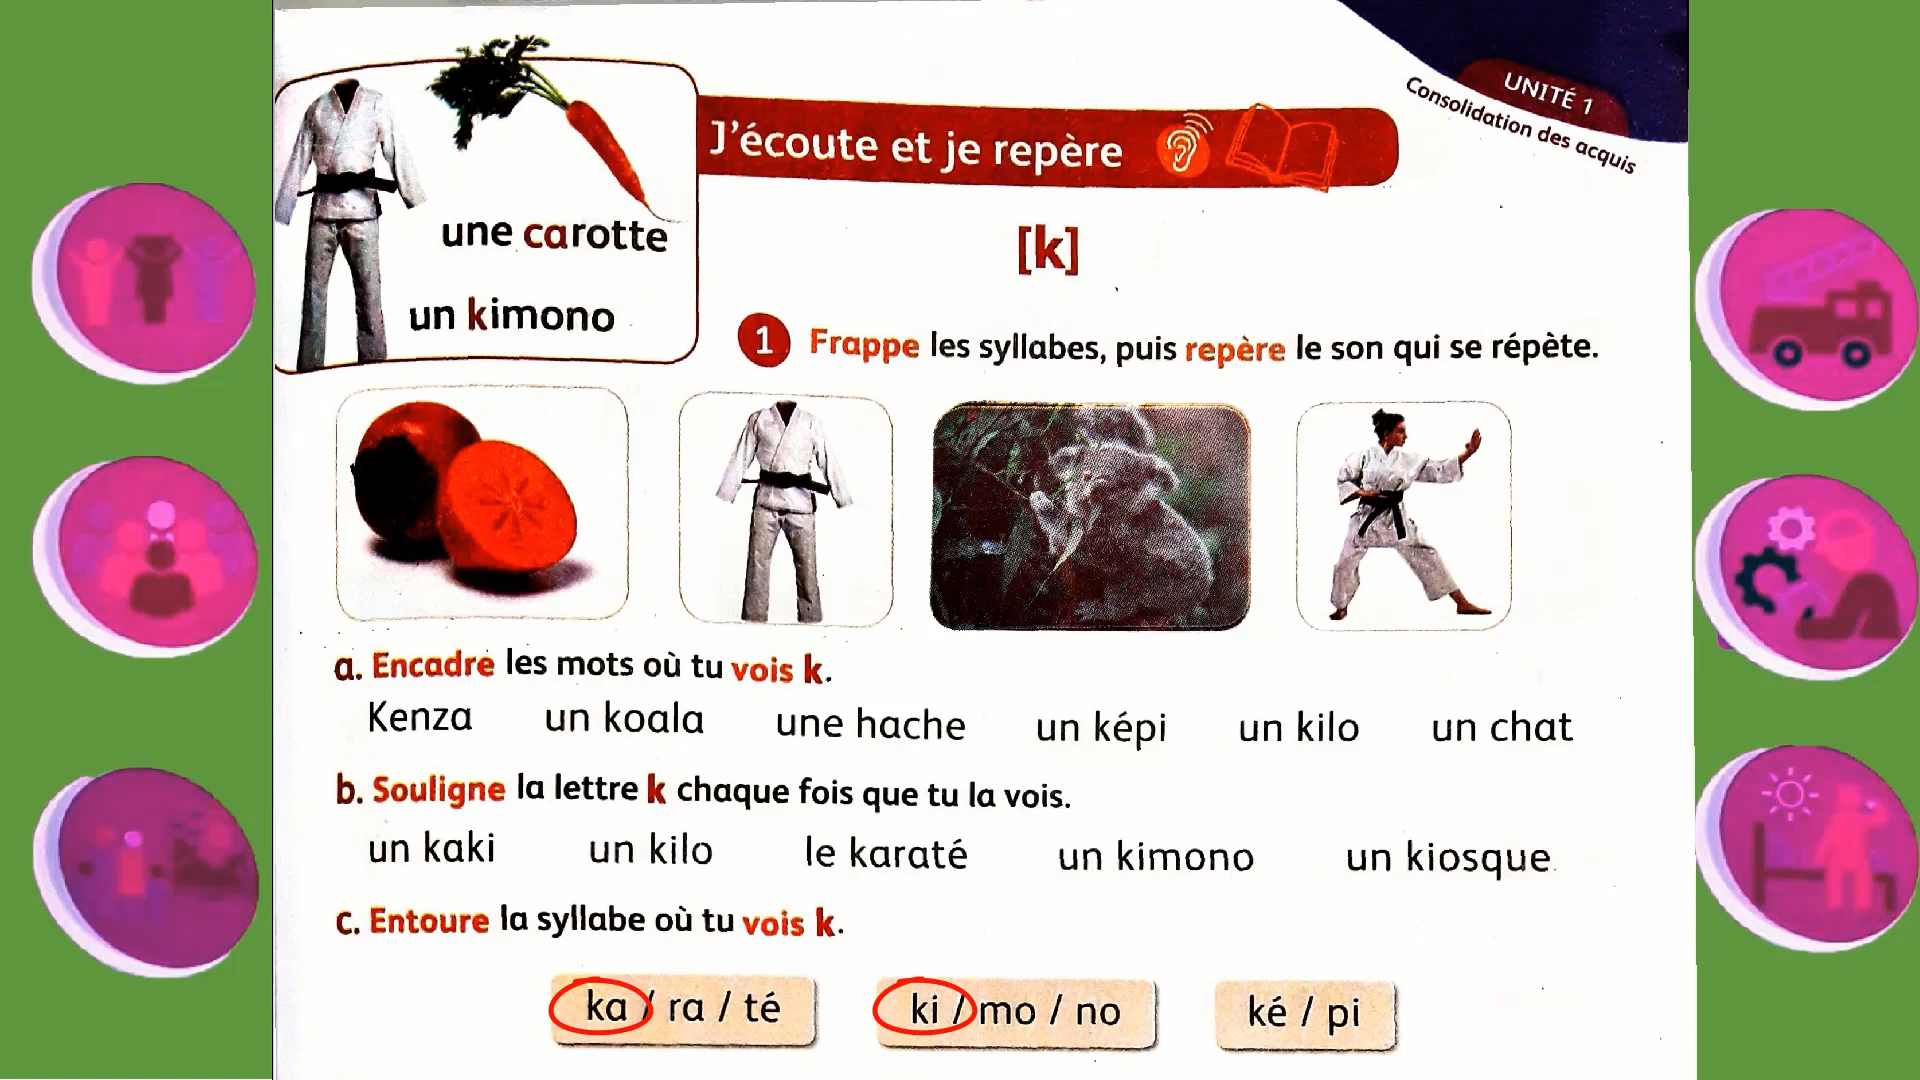 UNITÉ 1
Consolidation des acquis
J'écoute et je repère
une carotte
un kimono
[k]
1 Frappe les syllabes, puis repère le son qui se répète.
a. Encadre les mots où tu vois k.
Kenza un koala une hache un képi un kilo un chat
b. Souligne la lettre k chaque fois que tu la vois.
un kaki un kilo le karaté un kimono un kiosque
c. Entoure la syllabe où tu vois k.
ka / ra / té ki / mo / no ké / pi